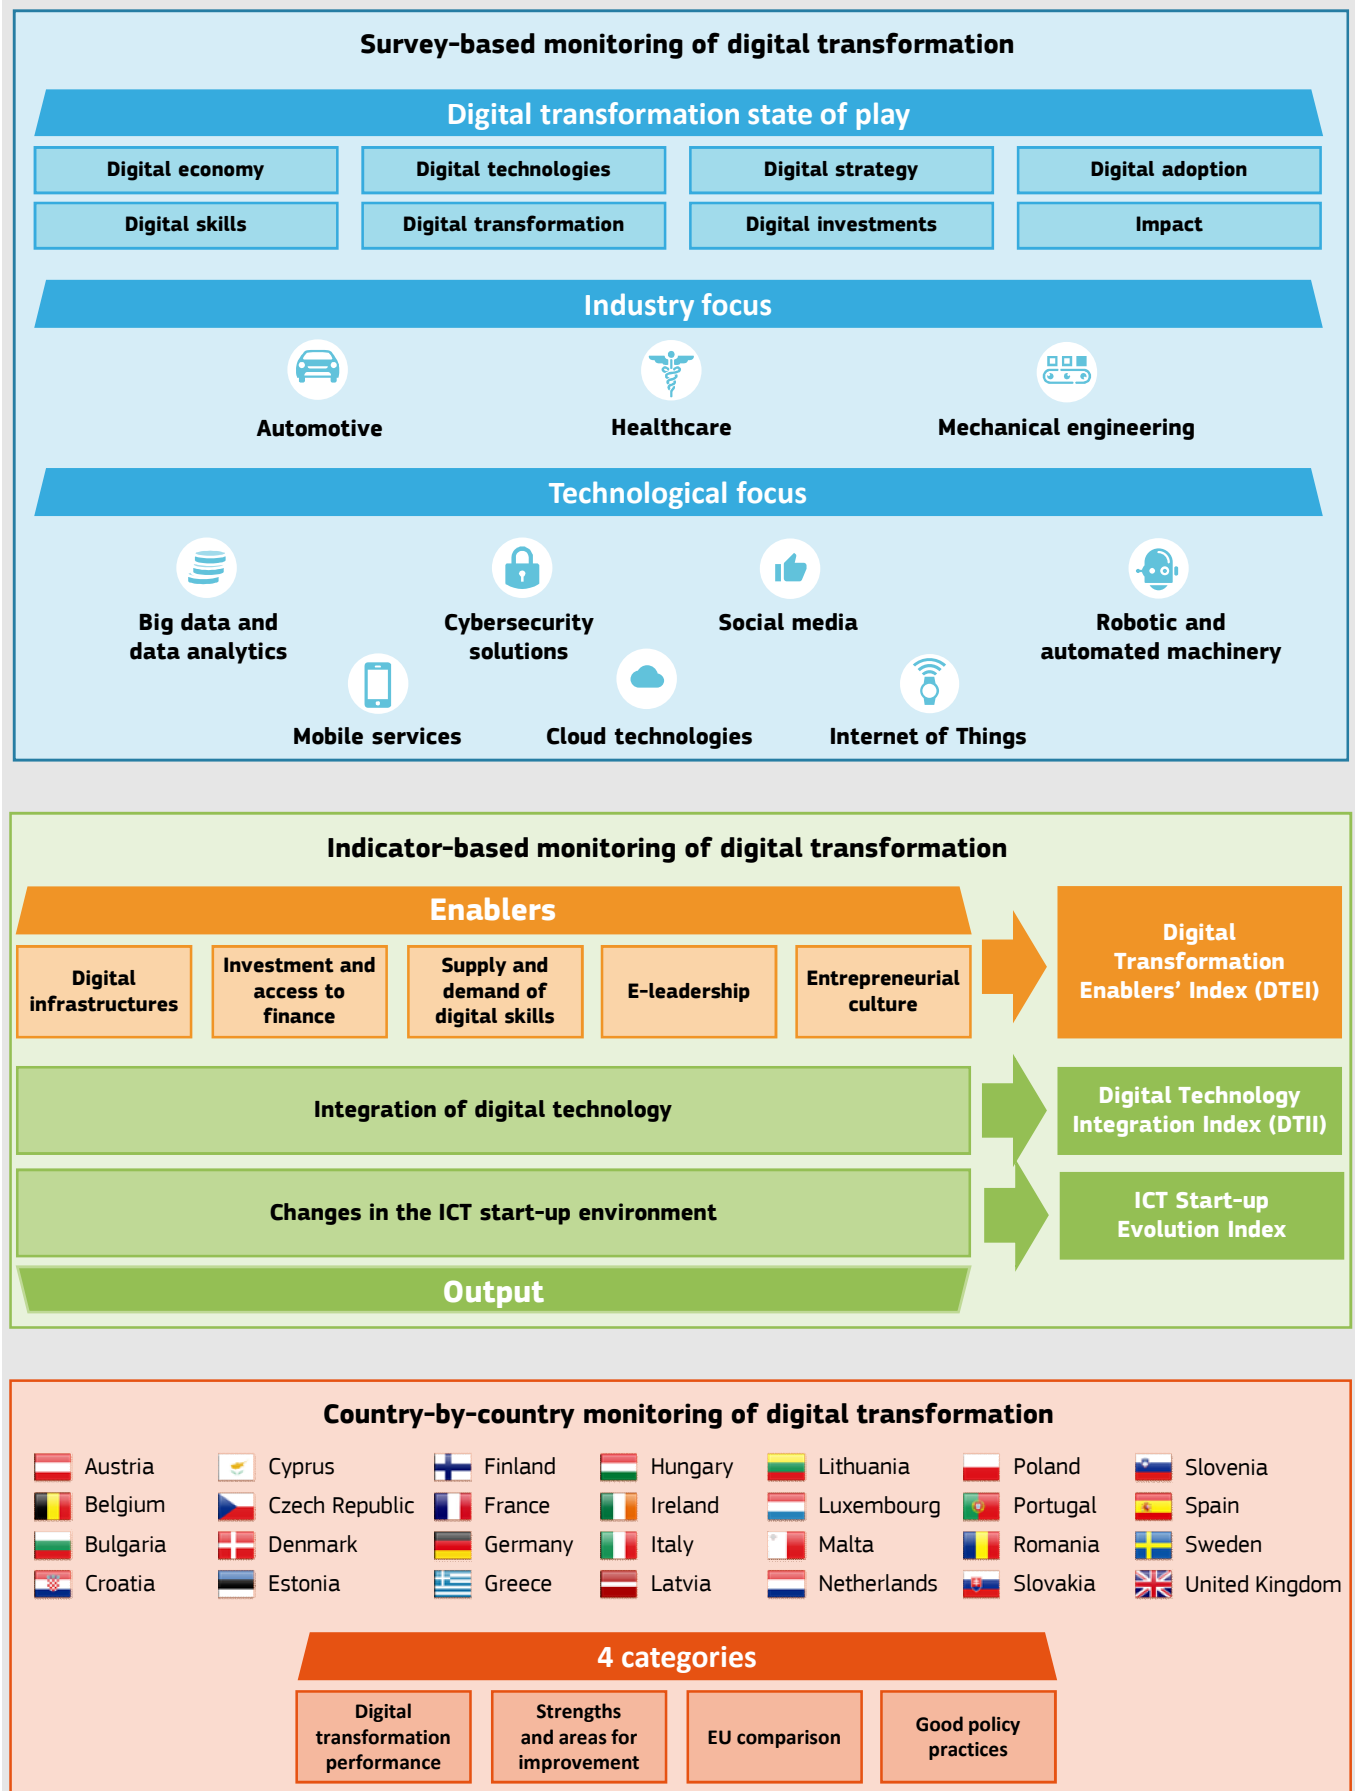 Survey-based monitoring of digital transformation
Digital transformation state of play
Digital economy
Digital technologies
Digital strategy
Digital adoption
Digital skills
Digital transformation
Digital investments
Impact
Industry focus
Automotive
Healthcare
Mechanical engineering
Technological focus
Big data and
data analytics
Cybersecurity
solutions
Social media
Robotic and
automated machinery
Mobile services
Cloud technologies
Internet of Things
Indicator-based monitoring of digital transformation
Enablers
Digital
infrastructures
Investment and
access to
finance
Supply and
demand of
digital skills
E-leadership
Entrepreneurial
culture
Digital
Transformation
Enablers' Index (DTEI)
Integration of digital technology
Digital Technology
Integration Index (DTII)
Changes in the ICT start-up environment
ICT Start-up
Evolution Index
Output
Country-by-country monitoring of digital transformation
Austria
Cyprus
Finland
Hungary
Lithuania
Poland
Slovenia
Belgium
Czech Republic
France
Ireland
Luxembourg
Portugal
Spain
Bulgaria
Denmark
Germany
Italy
Malta
Romania
Sweden
Croatia
Estonia
Greece
Latvia
Netherlands
Slovakia
United Kingdom
4 categories
Digital
transformation
performance
Strengths
and areas for
improvement
EU comparison
Good policy
practices